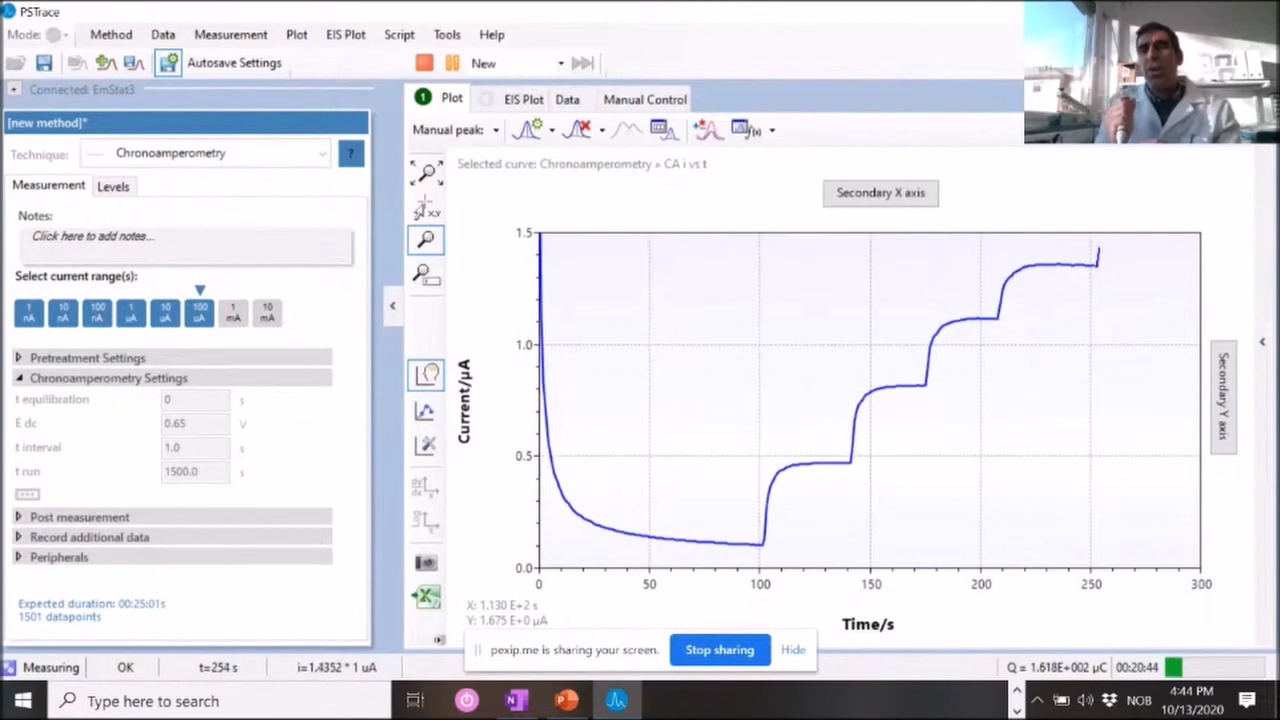 PSTrace
Mode:
Method Data Measurement Plot EIS Plot Script Tools Help
Autosave Settings
New
Connected: EmStat3
1 Plot EIS Plot Data Manual Control
[new method]*
Manual peak:
Technique: Chronoamperometry ?
Selected curve: Chronoamperometry » CA i vs t
Measurement Levels
Secondary X axis
Notes:
Click here to add notes...
Select current range(s):
1 nA 10 nA 100 nA 1 uA 10 uA 100 uA 1 mA 10 mA
Pretreatment Settings
Chronoamperometry Settings
t equilibration 0 s
E dc 0.65 V
t interval 1.0 s
t run 1500.0 s
Post measurement
Record additional data
Peripherals
Expected duration: 00:25:01s
1501 datapoints
1.5
1.0
0.5
0.0
Current/µA
Secondary Y axis
0 50 100 150 200 250 300
X: 1.130 E+2 s
Y: 1.675 E+0 µA
Time/s
pexip.me is sharing your screen. Stop sharing Hide
Measuring OK t=254 s i=1.4352 * 1 uA Q = 1.618E+002 µC 00:20:44
Type here to search
NOB
4:44 PM
10/13/2020